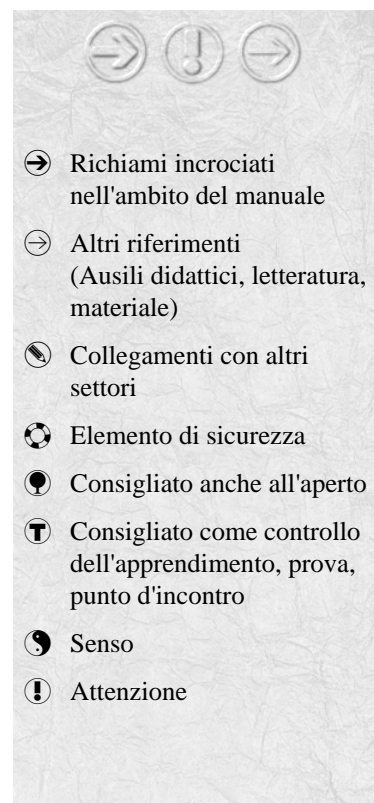 Richiami incrociati
nell'ambito del manuale
Altri riferimenti
(Ausili didattici, letteratura,
materiale)
Collegamenti con altri
settori
Elemento di sicurezza
Consigliato anche all'aperto
T Consigliato come controllo
dell'apprendimento, prova,
punto d'incontro
Senso
! Attenzione